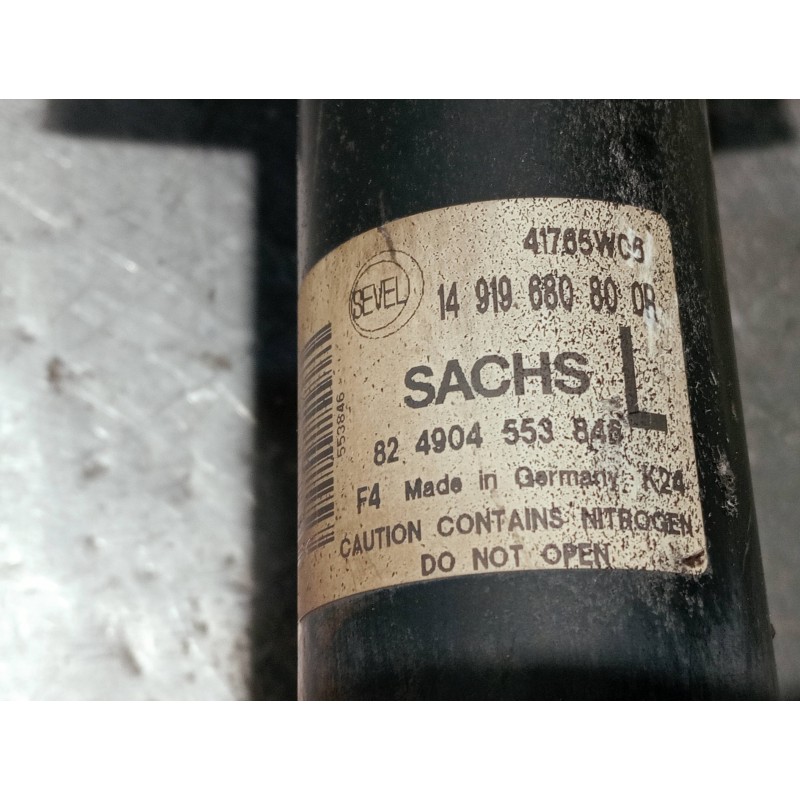 41765WC6
SEVEL
14 919 680 80 0R
SACHS L
82 4904 553 846
553846
F4 Made in Germany K24
CAUTION CONTAINS NITROGEN
DO NOT OPEN